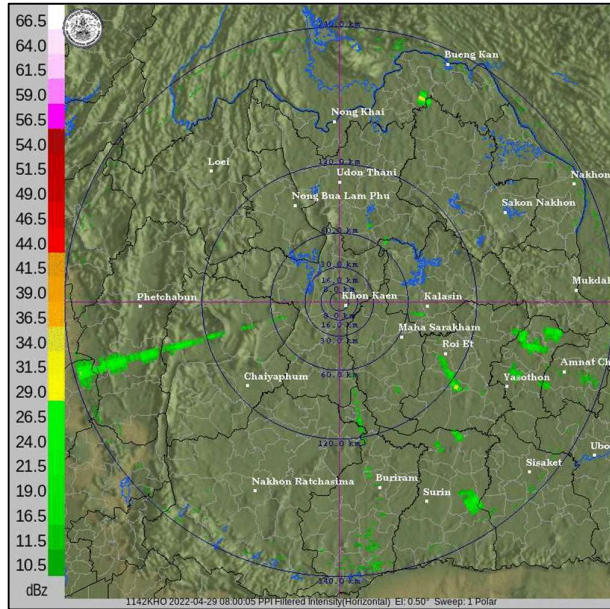 66.5
64.0
61.5
59.0
56.5
54.0
51.5
49.0
46.5
44.0
41.5
39.0
36.5
34.0
31.5
29.0
26.5
24.0
21.5
19.0
16.5
11.5
10.5
dBz
Bueng Kan
Nong Khai
Loei
120.0 km
Udon Thani
Nakhon
Nong Bua Lam Phu
Sakon Nakhon
Mukdah
Phetchabun
Khon Kaen
Kalasin
Maha Sarakham
Roi Et
60.0 km
Amnat Ch
Chaiyaphum
Yasothon
120.0 km
Ubo
Sisaket
Nakhon Ratchasima
Buriram
Surin
1142KHO 2022-04-29 08:00:05 PPI Filtered Intensity(Horizontal) El: 0.50° Sweep: 1 Polar